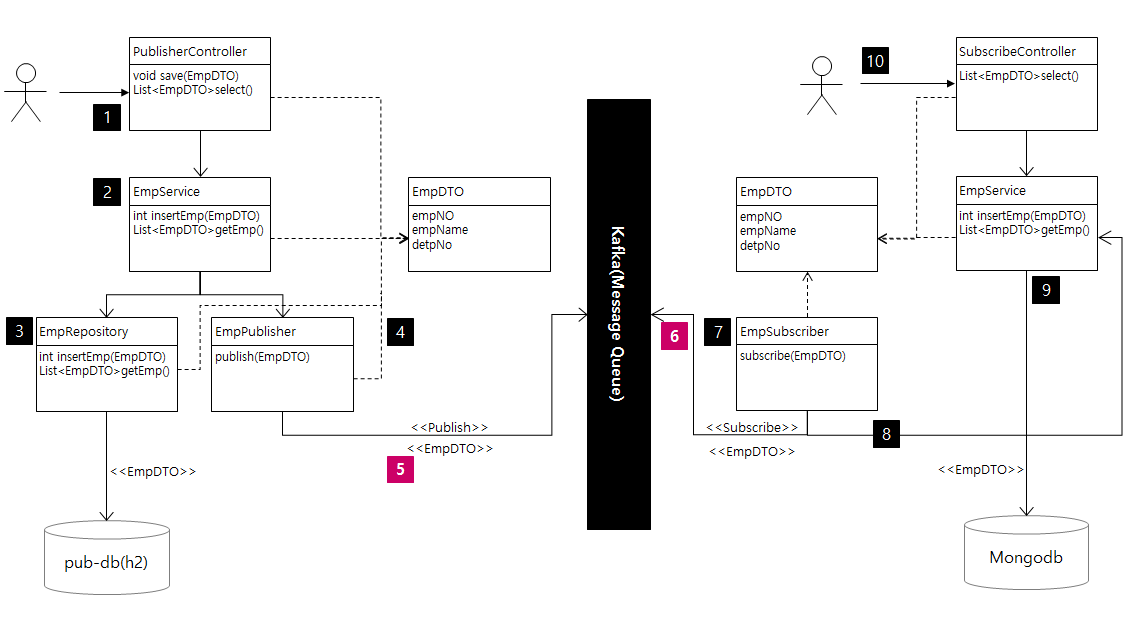 PublisherController
void save(EmpDTO)
List<EmpDTO>select()
1
2
EmpService
int insertEmp(EmpDTO)
List<EmpDTO>getEmp()
EmpDTO
empNO
empName
detpNo
3
EmpRepository
int insertEmp(EmpDTO)
List<EmpDTO>getEmp()
EmpPublisher
publish(EmpDTO)
4
<<Publish>>
<<EmpDTO>>
5
<<EmpDTO>>
pub-db(h2)
Kafka(Message Queue)
10
SubscribeController
List<EmpDTO>select()
EmpDTO
empNO
empName
detpNo
EmpService
int insertEmp(EmpDTO)
List<EmpDTO>getEmp()
9
6
7
EmpSubscriber
subscribe(EmpDTO)
<<Subscribe>>
<<EmpDTO>>
8
<<EmpDTO>>
Mongodb